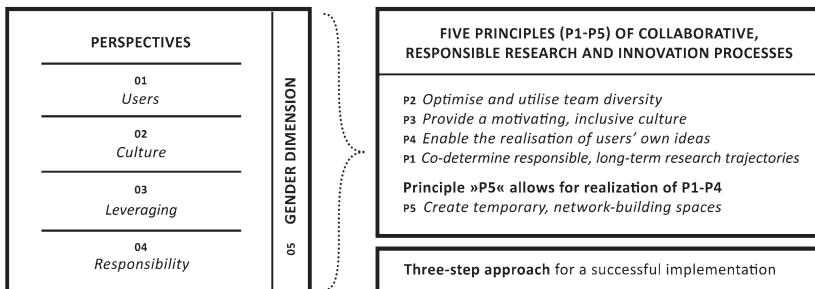 PERSPECTIVES
01
Users
02
Culture
03
Leveraging
04
Responsibility
05 GENDER DIMENSION
FIVE PRINCIPLES (P1-P5) OF COLLABORATIVE,
RESPONSIBLE RESEARCH AND INNOVATION PROCESSES
P2 Optimise and utilise team diversity
P3 Provide a motivating, inclusive culture
P4 Enable the realisation of users’ own ideas
P1 Co-determine responsible, long-term research trajectories
Principle »P5« allows for realization of P1-P4
P5 Create temporary, network-building spaces
Three-step approach for a successful implementation